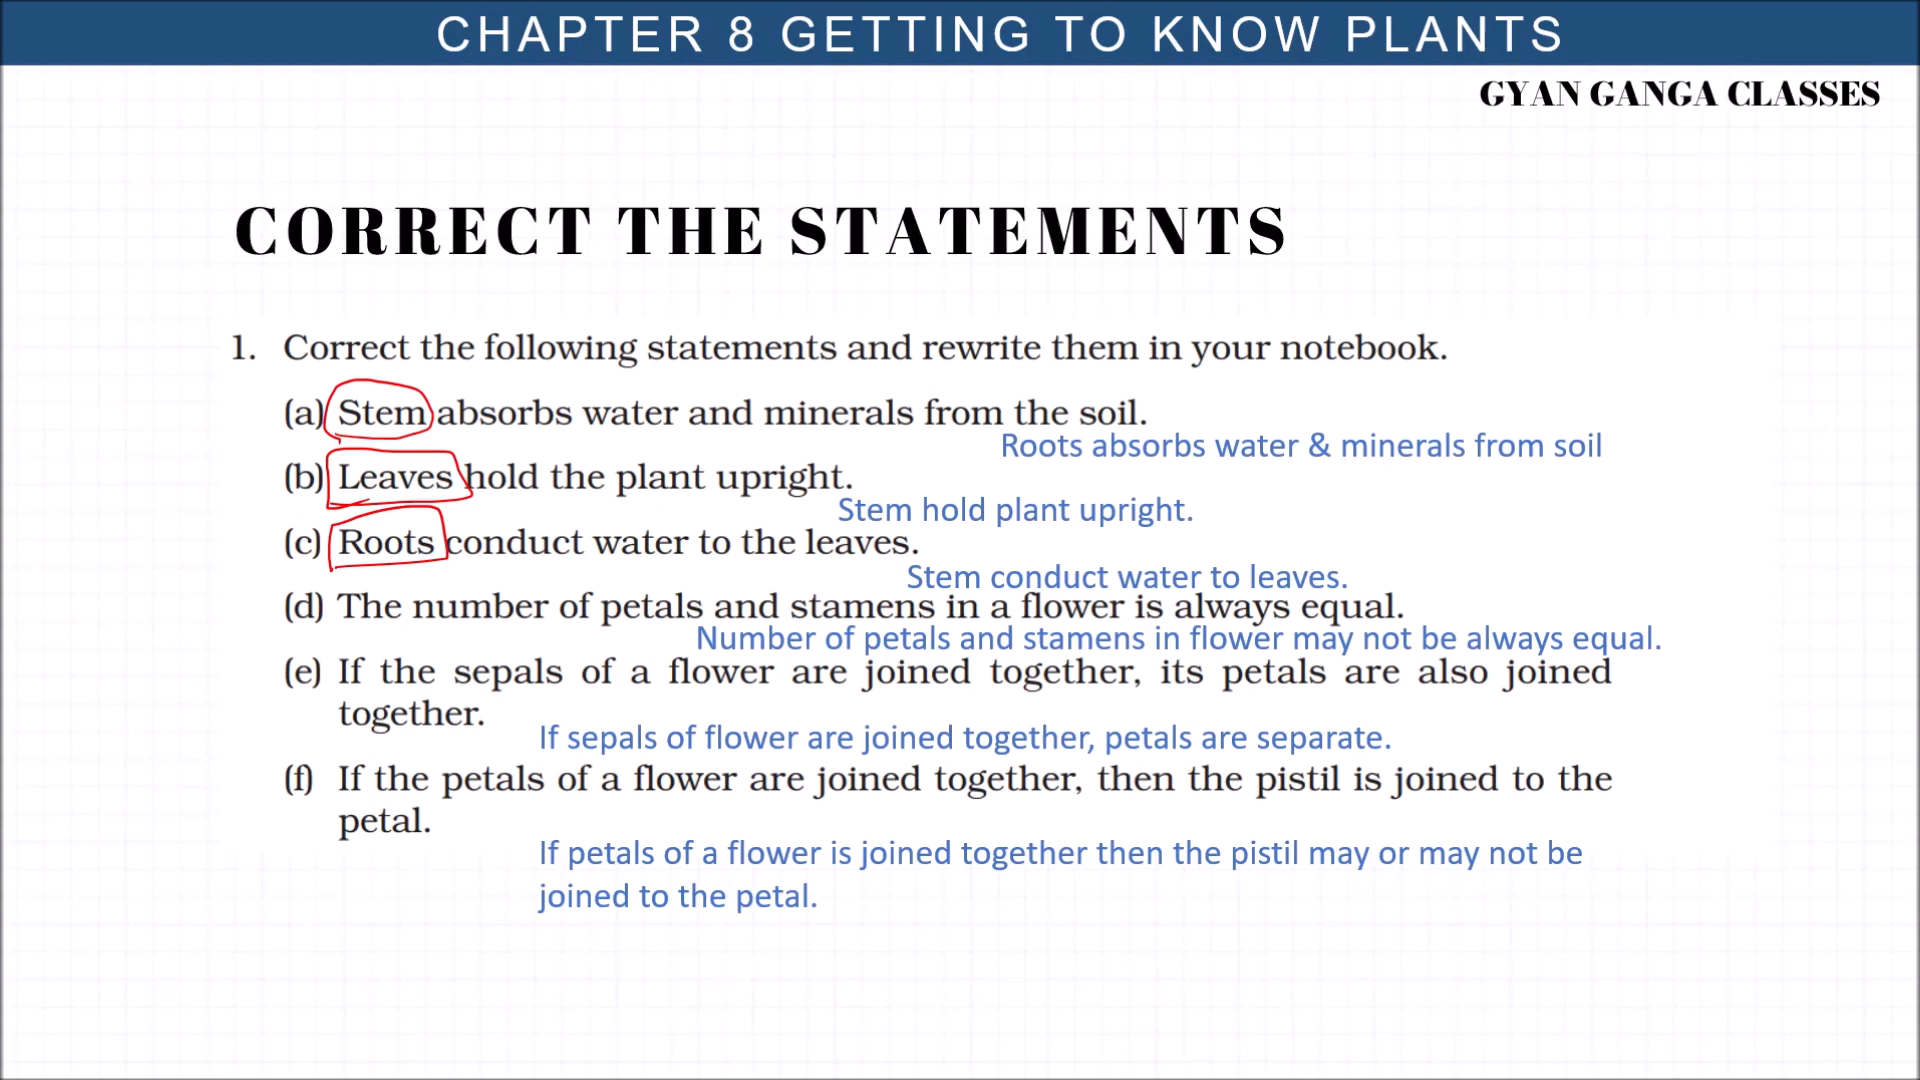 CHAPTER 8 GETTING TO KNOW PLANTS
GYAN GANGA CLASSES
CORRECT THE STATEMENTS
1. Correct the following statements and rewrite them in your notebook.
(a) Stem absorbs water and minerals from the soil.
Roots absorbs water & minerals from soil
(b) Leaves hold the plant upright.
Stem hold plant upright.
(c) Roots conduct water to the leaves.
Stem conduct water to leaves.
(d) The number of petals and stamens in a flower is always equal.
Number of petals and stamens in flower may not be always equal.
(e) If the sepals of a flower are joined together, its petals are also joined
together.
If sepals of flower are joined together, petals are separate.
(f) If the petals of a flower are joined together, then the pistil is joined to the
petal.
If petals of a flower is joined together then the pistil may or may not be
joined to the petal.